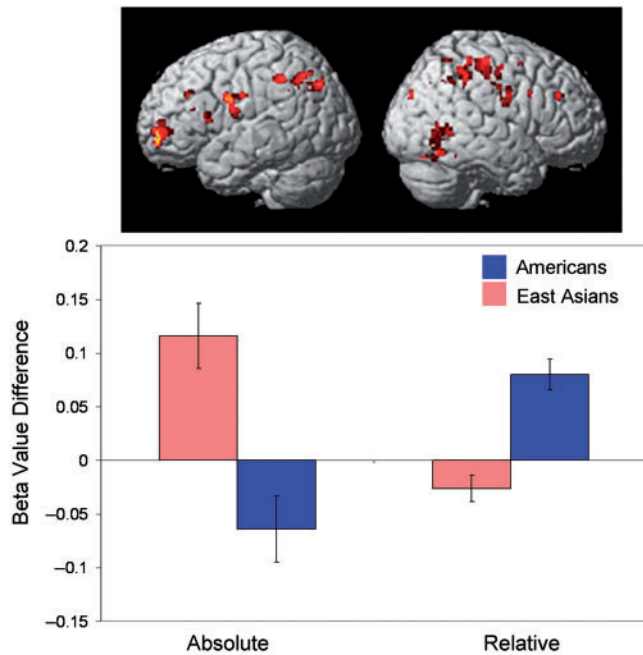 0.2
0.15
0.1
0.05
0
–0.05
–0.1
–0.15
Beta Value Difference
Americans
East Asians
Absolute Relative